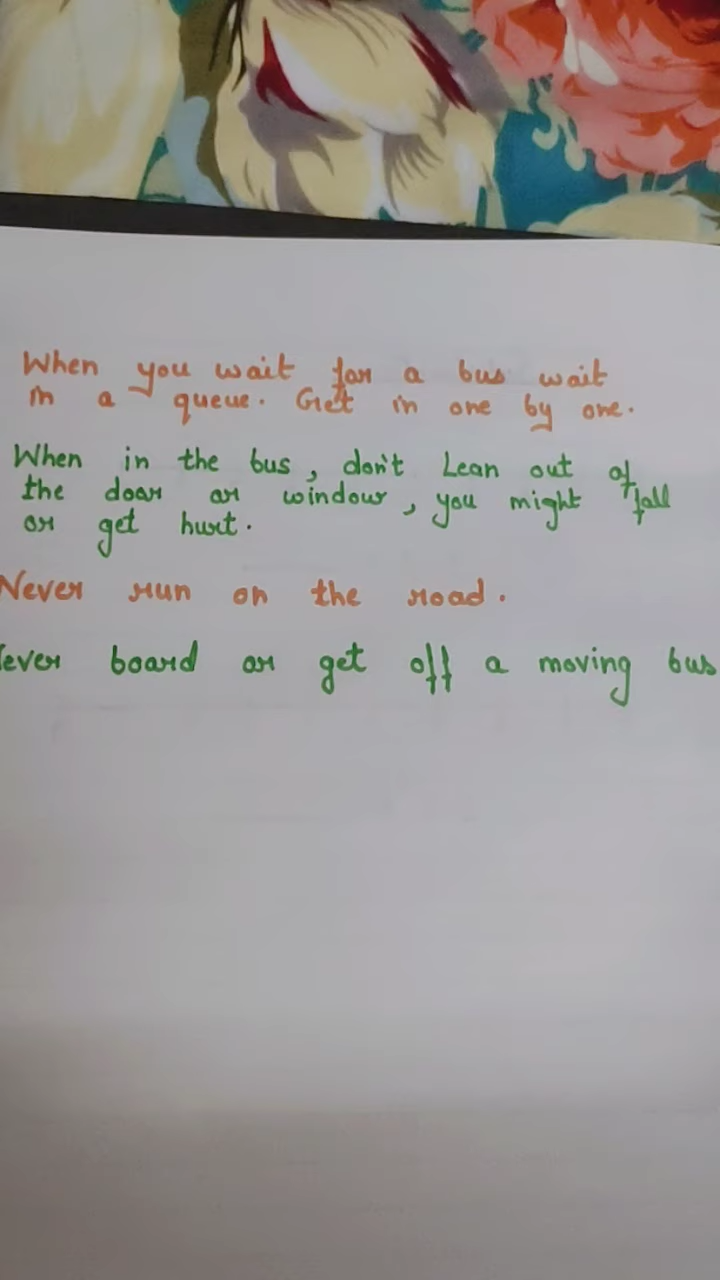 When you wait for a bus wait
in a queue. Get in one by one.
When in the bus, don't Lean out of
the door or window, you might fall
or get hurt.
Never run on the road.
ever board or get off a moving bus